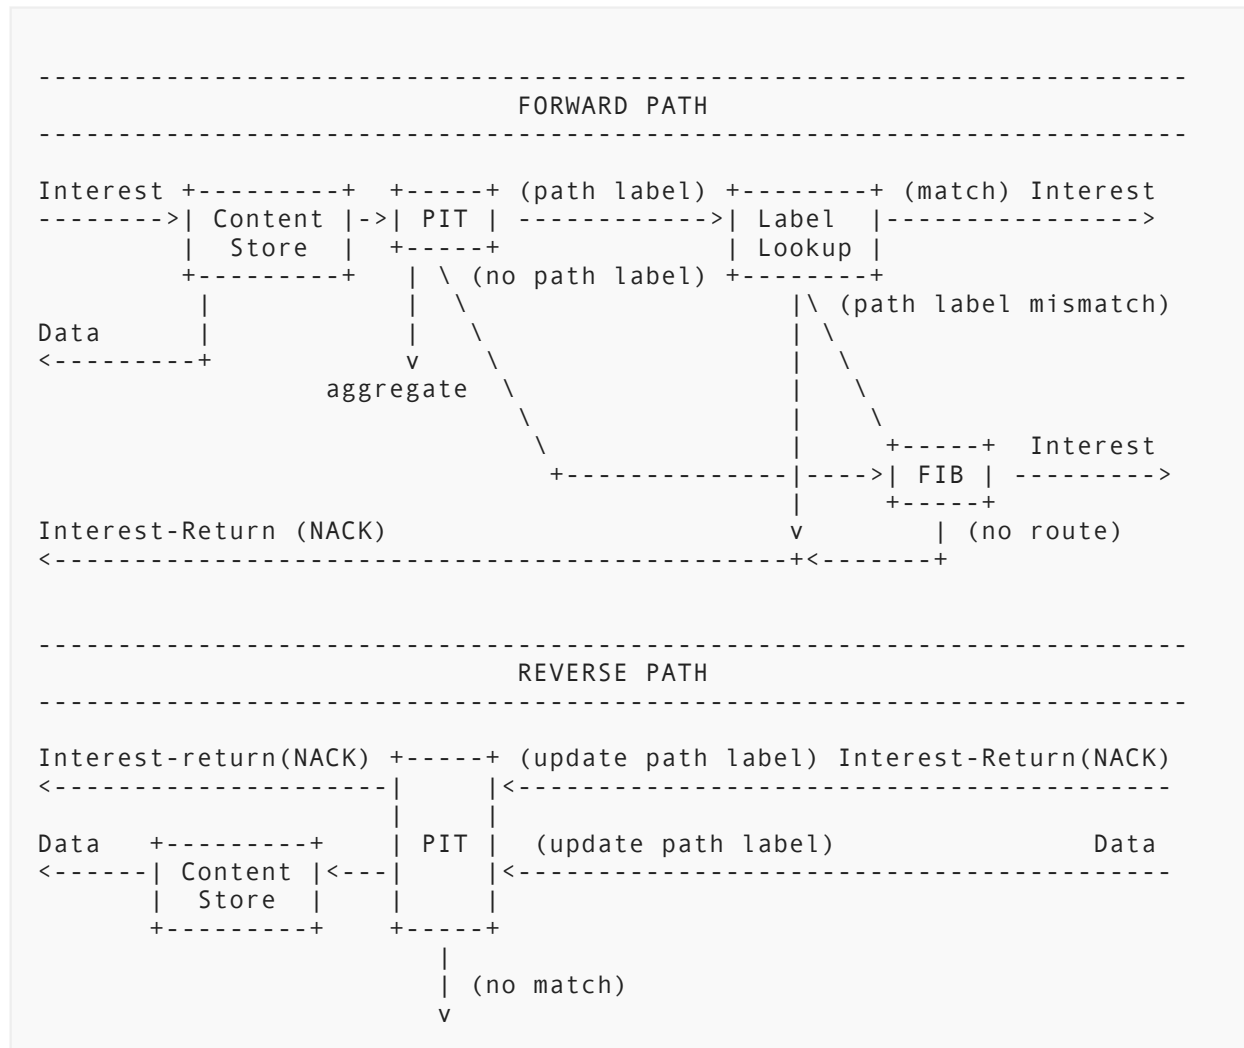 -----------------------------------------------------------------------
                              FORWARD PATH
-----------------------------------------------------------------------

Interest +---------+  +-----+ (path label) +--------+ (match) Interest
-------->| Content |->| PIT | ------------>| Label  |---------------->
         |  Store  |  +-----+              | Lookup |
         +---------+   | \ (no path label) +--------+
          |            |  \                    |\ (path label mismatch)
Data      |            |   \                   | \
<---------+            v    \                  |  \
                  aggregate  \                 |   \
                              \                |    \
                               \               |     +-----+  Interest
                                +--------------|---->| FIB | --------->
                                               |     +-----+
Interest-Return (NACK)                         v        | (no route)
<----------------------------------------------+<-------+

-----------------------------------------------------------------------
                              REVERSE PATH
-----------------------------------------------------------------------

Interest-return(NACK) +-----+ (update path label) Interest-Return(NACK)
<---------------------|     |<-----------------------------------------
                      |     |
Data   +---------+    | PIT |  (update path label)                Data
<------| Content |<---|     |<-----------------------------------------
       |  Store  |    |     |
       +---------+    +-----+
                         |
                         | (no match)
                         v